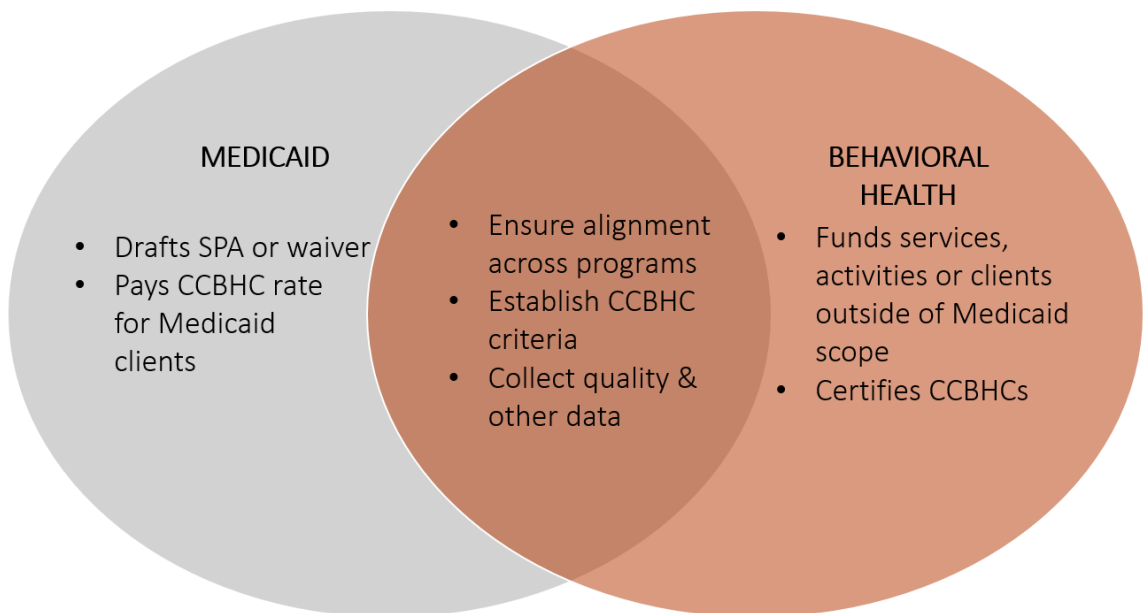 MEDICAID
• Drafts SPA or waiver
• Pays CCBHC rate
for Medicaid
clients
• Ensure alignment
across programs
• Establish CCBHC
criteria
• Collect quality &
other data
BEHAVIORAL
HEALTH
• Funds services,
activities or clients
outside of Medicaid
scope
• Certifies CCBHCs